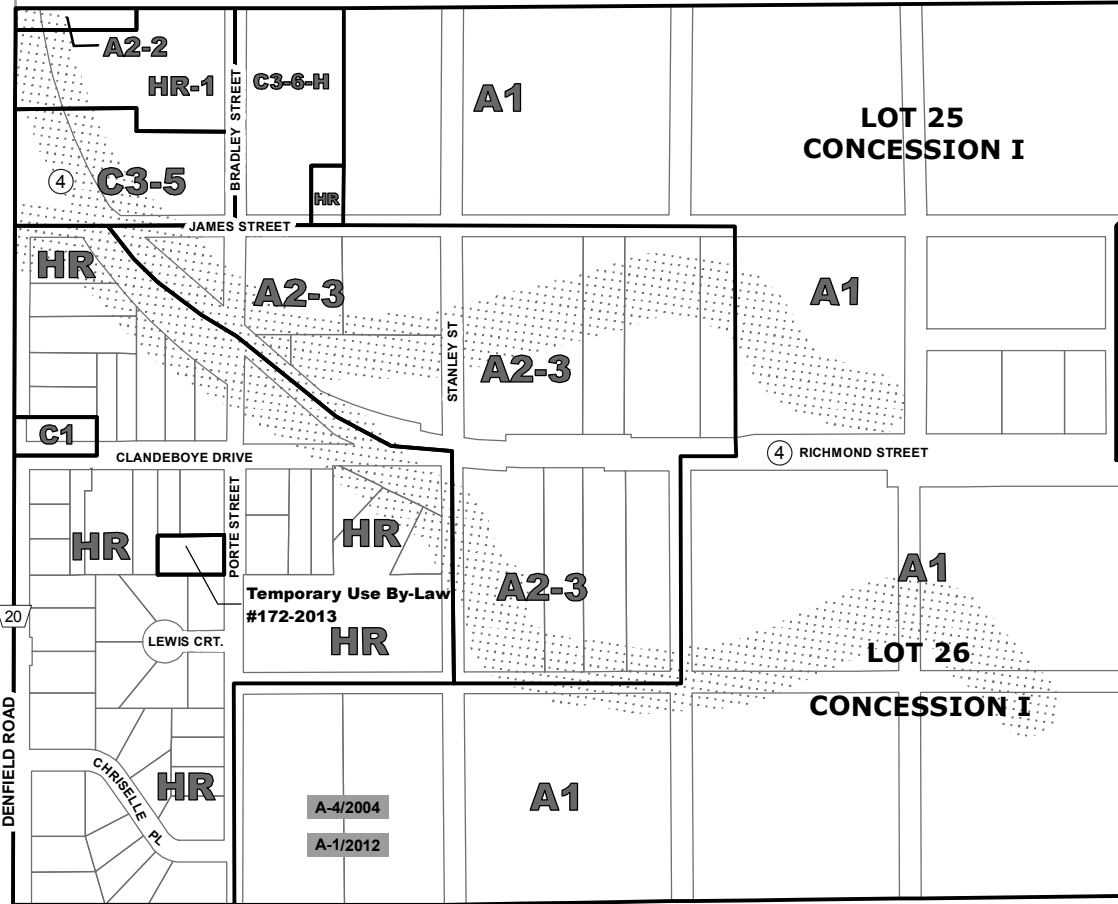 A2-2
HR-1
C3-6-H
A1
BRADLEY STREET
LOT 25
CONCESSION I
4
C3-5
HR
JAMES STREET
HR
A2-3
A1
STANLEY ST
A2-3
C1
CLANDEBOYE DRIVE
4
RICHMOND STREET
HR
PORTE STREET
HR
A1
Temporary Use By-Law
#172-2013
A2-3
20
LEWIS CRT.
HR
LOT 26
CONCESSION I
DENFIELD ROAD
CHRISELLE PL
HR
A1
A-4/2004
A-1/2012